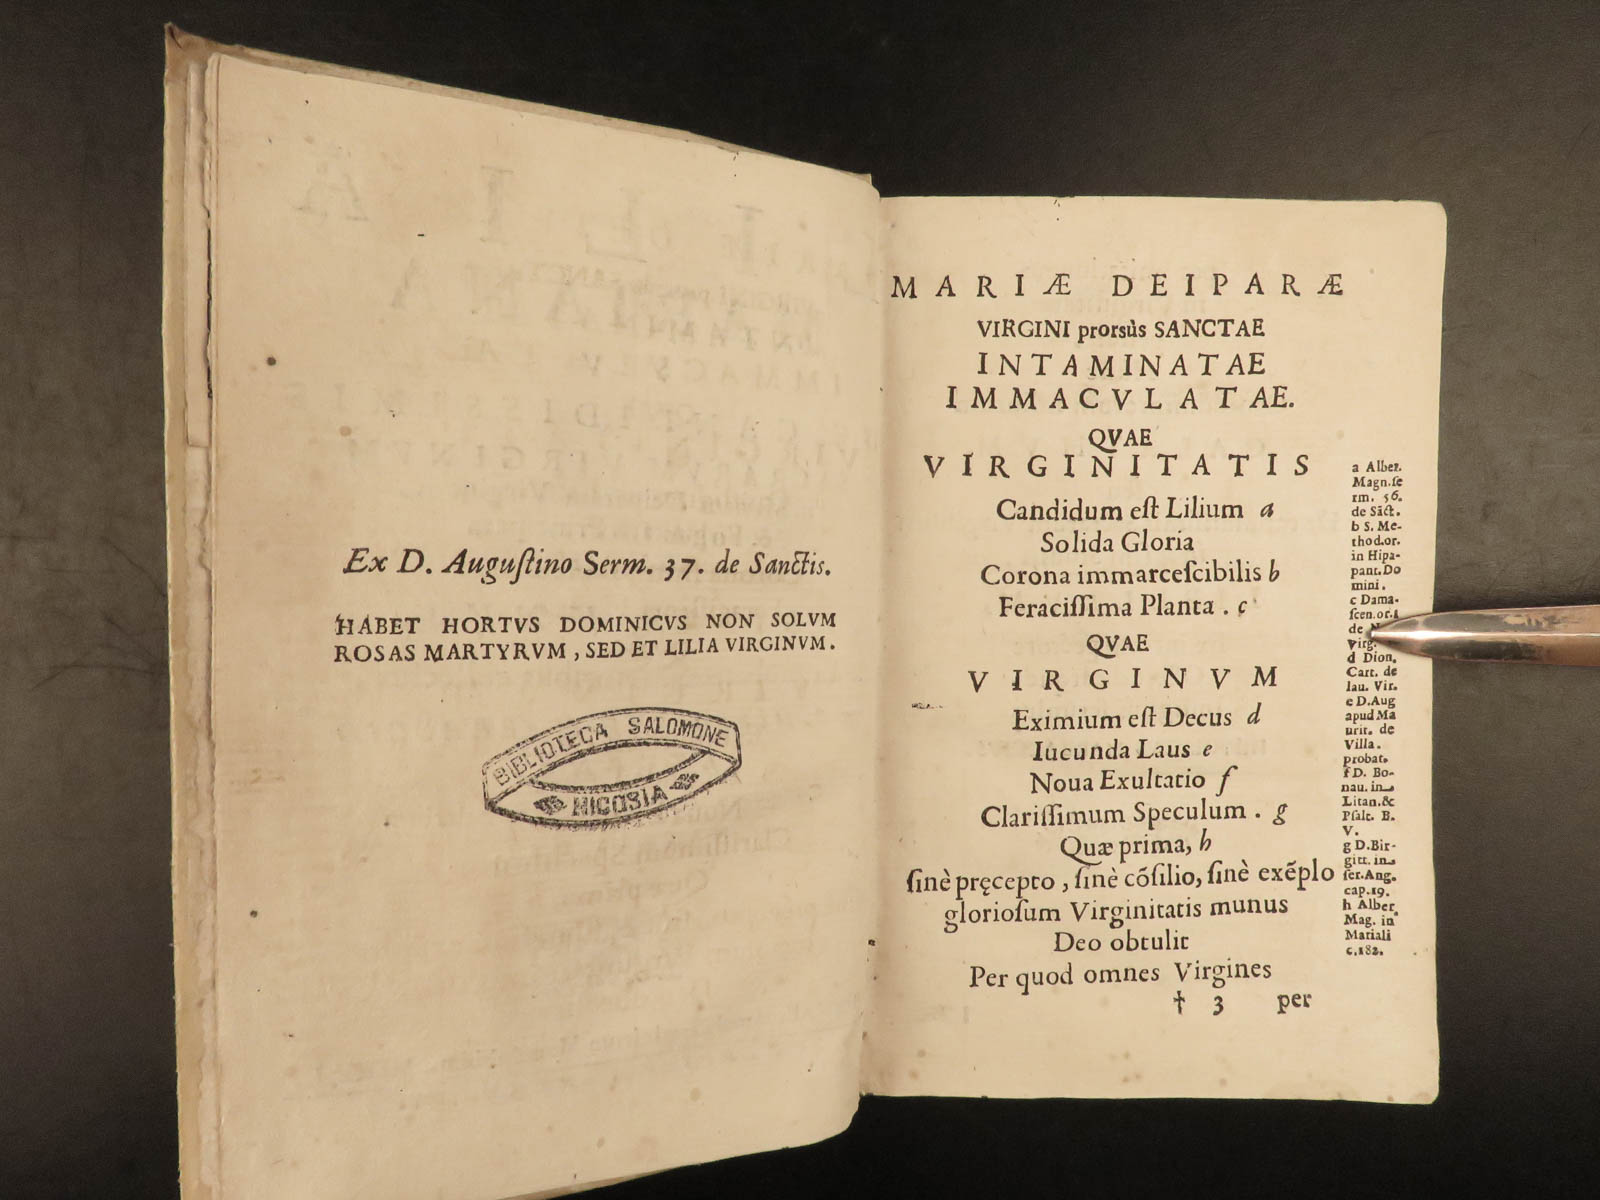 Ex D. Auguſtino Serm. 37. de Sanctis.
HABET HORTVS DOMINICVS NON SOLVM
ROSAS MARTYRVM, SED ET LILIA VIRGINVM.
BIBLIOTECA SALOMONE
NICOSIA
MARIÆ DEIPARÆ
VIRGINI prorsùs SANCTAE
INTAMINATAE
IMMACVLATAE.
QVAE
VIRGINITATIS
Candidum eſt Lilium a
Solida Gloria
Corona immarceſcibilis b
Feraciſſima Planta . c
QVAE
VIRGINVM
Eximium eſt Decus d
Iucunda Laus e
Noua Exultatio f
Clariſſimum Speculum . g
Quæ prima, h
ſinè pręcepto, ſinè cõſilio, ſinè exẽplo
glorioſum Virginitatis munus
Deo obtulit
Per quod omnes Virgines
† 3 per
a Alber.
Magn.ſe
rm. 56.
de Sãct.
b S. Me-
thod.or.
in Hipa-
pant.Do
mini.
c Dama-
ſcen.or.1
de
Virg.
d Dion.
Cart. de
lau. Vir.
e D.Aug
apud Ma
urit. de
Villa.
probat.
f D. Bo-
nau. in
Litan.&
Pſalt. B.
V.
g D.Bir-
gitt. in
ſer.Ang.
cap.19.
h Alber.
Mag. in
Mariali
c.182.